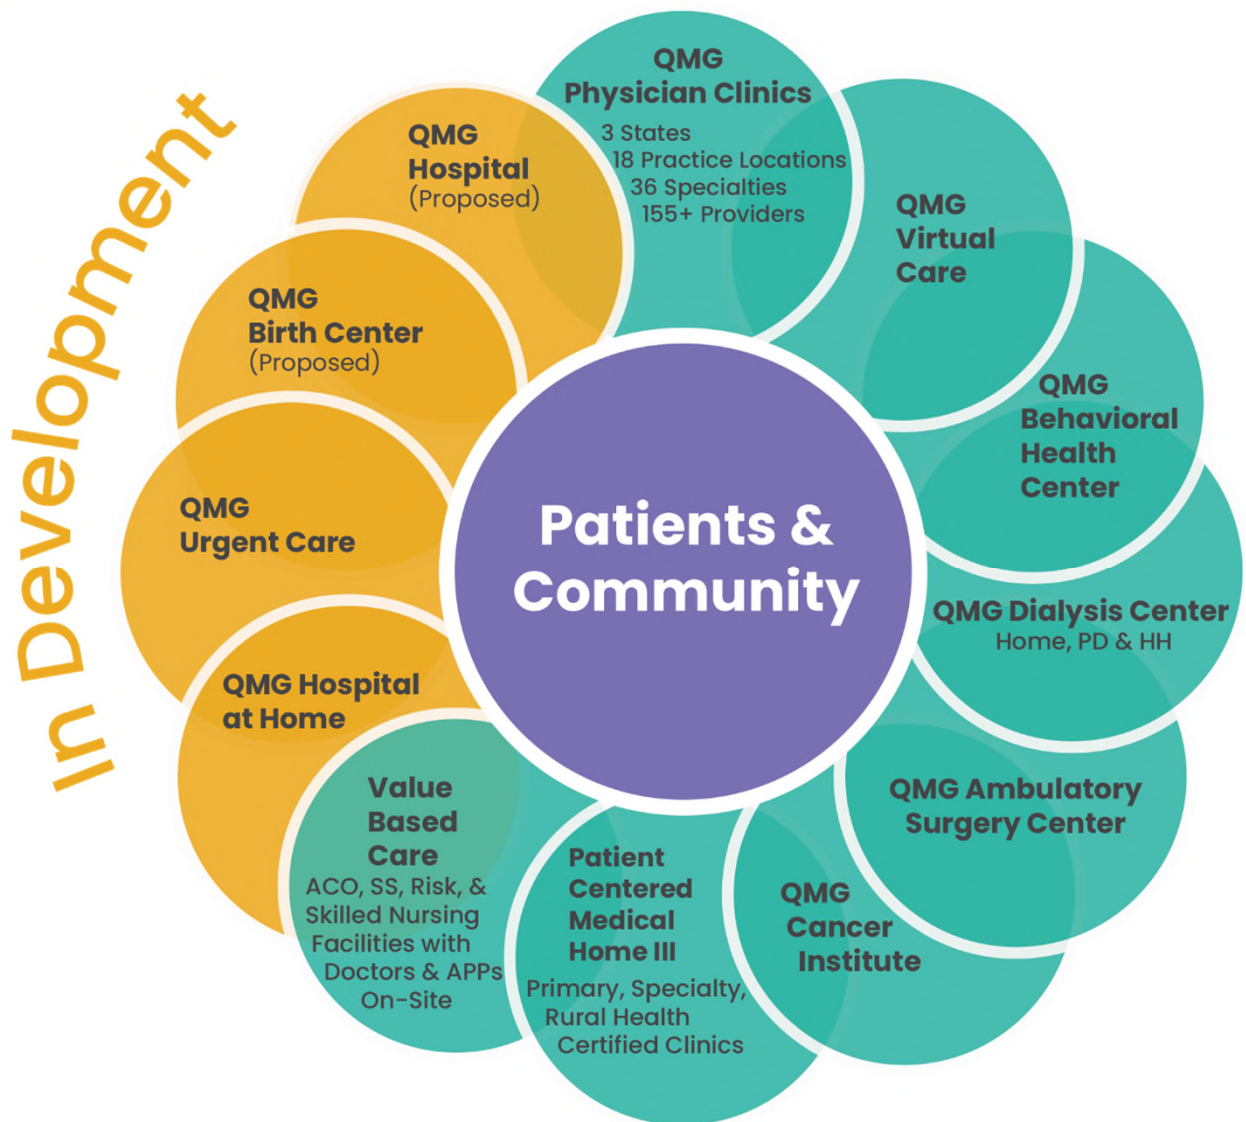 In Development
QMG
Physician Clinics
3 States
18 Practice Locations
36 Specialties
155+ Providers
QMG
Virtual
Care
QMG
Behavioral
Health
Center
QMG Dialysis Center
Home, PD & HH
QMG Ambulatory
Surgery Center
QMG
Cancer
Institute
Patient
Centered
Medical
Home III
Primary, Specialty,
Rural Health
Certified Clinics
Value
Based
Care
ACO, SS, Risk, &
Skilled Nursing
Facilities with
Doctors & APPs
On-Site
QMG Hospital
at Home
QMG
Urgent Care
QMG
Birth Center
(Proposed)
QMG
Hospital
(Proposed)
Patients &
Community